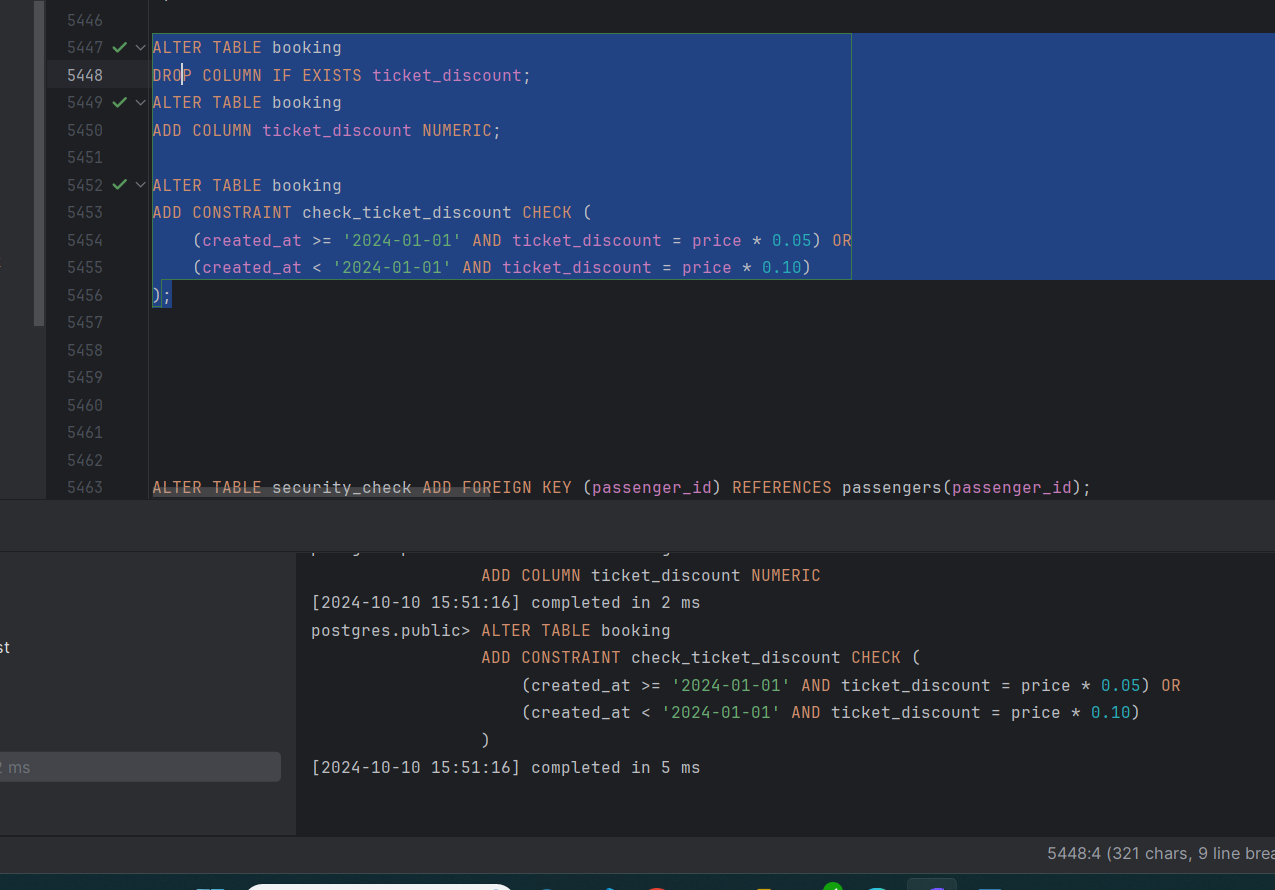 5446
5447 ALTER TABLE booking
5448 DROP COLUMN IF EXISTS ticket_discount;
5449 ALTER TABLE booking
5450 ADD COLUMN ticket_discount NUMERIC;
5451
5452 ALTER TABLE booking
5453 ADD CONSTRAINT check_ticket_discount CHECK (
5454     (created_at >= '2024-01-01' AND ticket_discount = price * 0.05) OR
5455     (created_at < '2024-01-01' AND ticket_discount = price * 0.10)
5456 );
5457
5458
5459
5460
5461
5462
5463 ALTER TABLE security_check ADD FOREIGN KEY (passenger_id) REFERENCES passengers(passenger_id);
ADD COLUMN ticket_discount NUMERIC
[2024-10-10 15:51:16] completed in 2 ms
postgres.public> ALTER TABLE booking
ADD CONSTRAINT check_ticket_discount CHECK (
(created_at >= '2024-01-01' AND ticket_discount = price * 0.05) OR
(created_at < '2024-01-01' AND ticket_discount = price * 0.10)
)
[2024-10-10 15:51:16] completed in 5 ms
st
2 ms
5448:4 (321 chars, 9 line brea